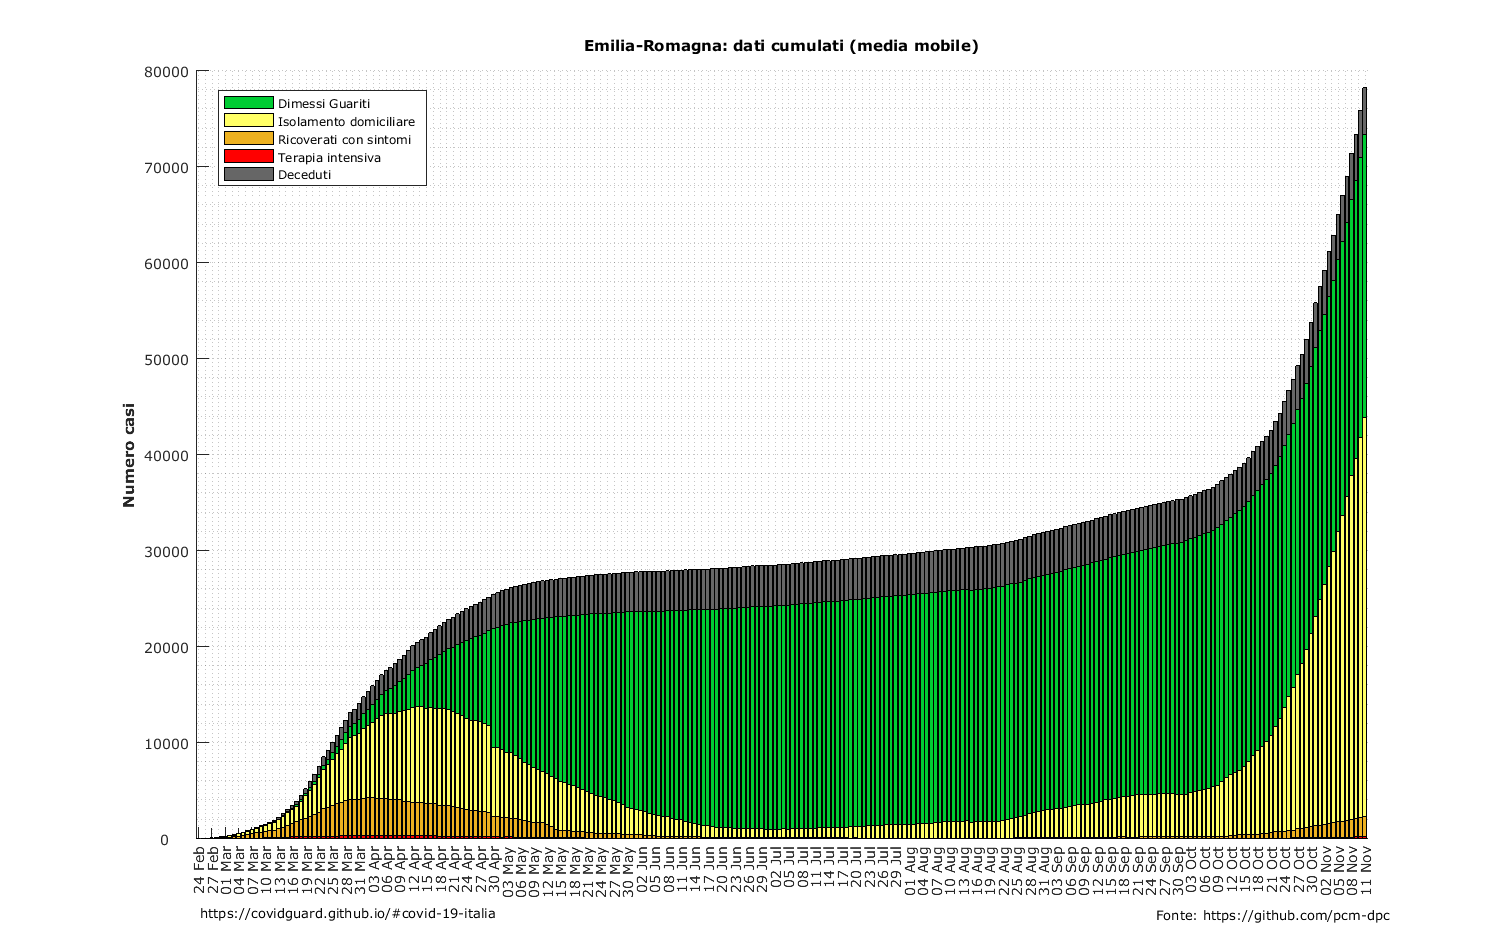 Emilia-Romagna: dati cumulati (media mobile)
Numero casi
80000
70000
60000
50000
40000
30000
20000
10000
0
Dimessi Guariti
Isolamento domiciliare
Ricoverati con sintomi
Terapia intensiva
Deceduti
24 Feb
27 Feb
01 Mar
04 Mar
07 Mar
10 Mar
13 Mar
16 Mar
19 Mar
22 Mar
25 Mar
28 Mar
31 Mar
03 Apr
06 Apr
09 Apr
12 Apr
15 Apr
18 Apr
21 Apr
24 Apr
27 Apr
30 Apr
03 May
06 May
09 May
12 May
15 May
18 May
21 May
24 May
27 May
30 May
02 Jun
05 Jun
08 Jun
11 Jun
14 Jun
17 Jun
20 Jun
23 Jun
26 Jun
29 Jun
02 Jul
05 Jul
08 Jul
11 Jul
14 Jul
17 Jul
20 Jul
23 Jul
26 Jul
29 Jul
01 Aug
04 Aug
07 Aug
10 Aug
13 Aug
16 Aug
19 Aug
22 Aug
25 Aug
28 Aug
31 Aug
03 Sep
06 Sep
09 Sep
12 Sep
15 Sep
18 Sep
21 Sep
24 Sep
27 Sep
30 Sep
03 Oct
06 Oct
09 Oct
12 Oct
15 Oct
18 Oct
21 Oct
24 Oct
27 Oct
30 Oct
02 Nov
05 Nov
08 Nov
11 Nov
https://covidguard.github.io/#covid-19-italia
Fonte: https://github.com/pcm-dpc